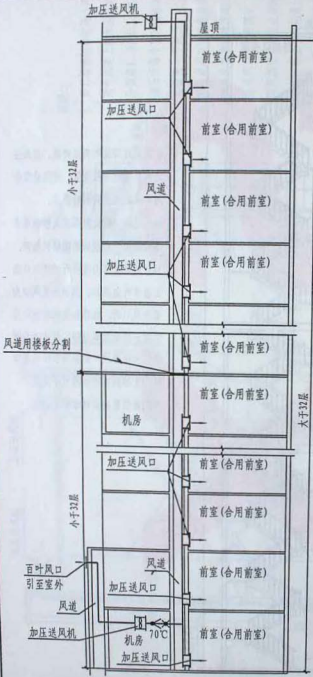 加压送风机
屋顶
前室(合用前室)
加压送风口
前室(合用前室)
小于32层
前室(合用前室)
风道
前室(合用前室)
加压送风口
前室(合用前室)
前室(合用前室)
风道用楼板分割
前室(合用前室)
大于32层
机房
前室(合用前室)
加压送风口
前室(合用前室)
小于32层
前室(合用前室)
百叶风口
引至室外
风道
前室(合用前室)
加压送风口
风道
加压送风机
机房
70℃
前室(合用前室)
加压送风口